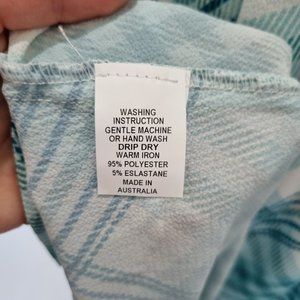 WASHING
INSTRUCTION
GENTLE MACHINE
OR HAND WASH
DRIP DRY
WARM IRON
95% POLYESTER
5% ESLASTANE
MADE IN
AUSTRALIA